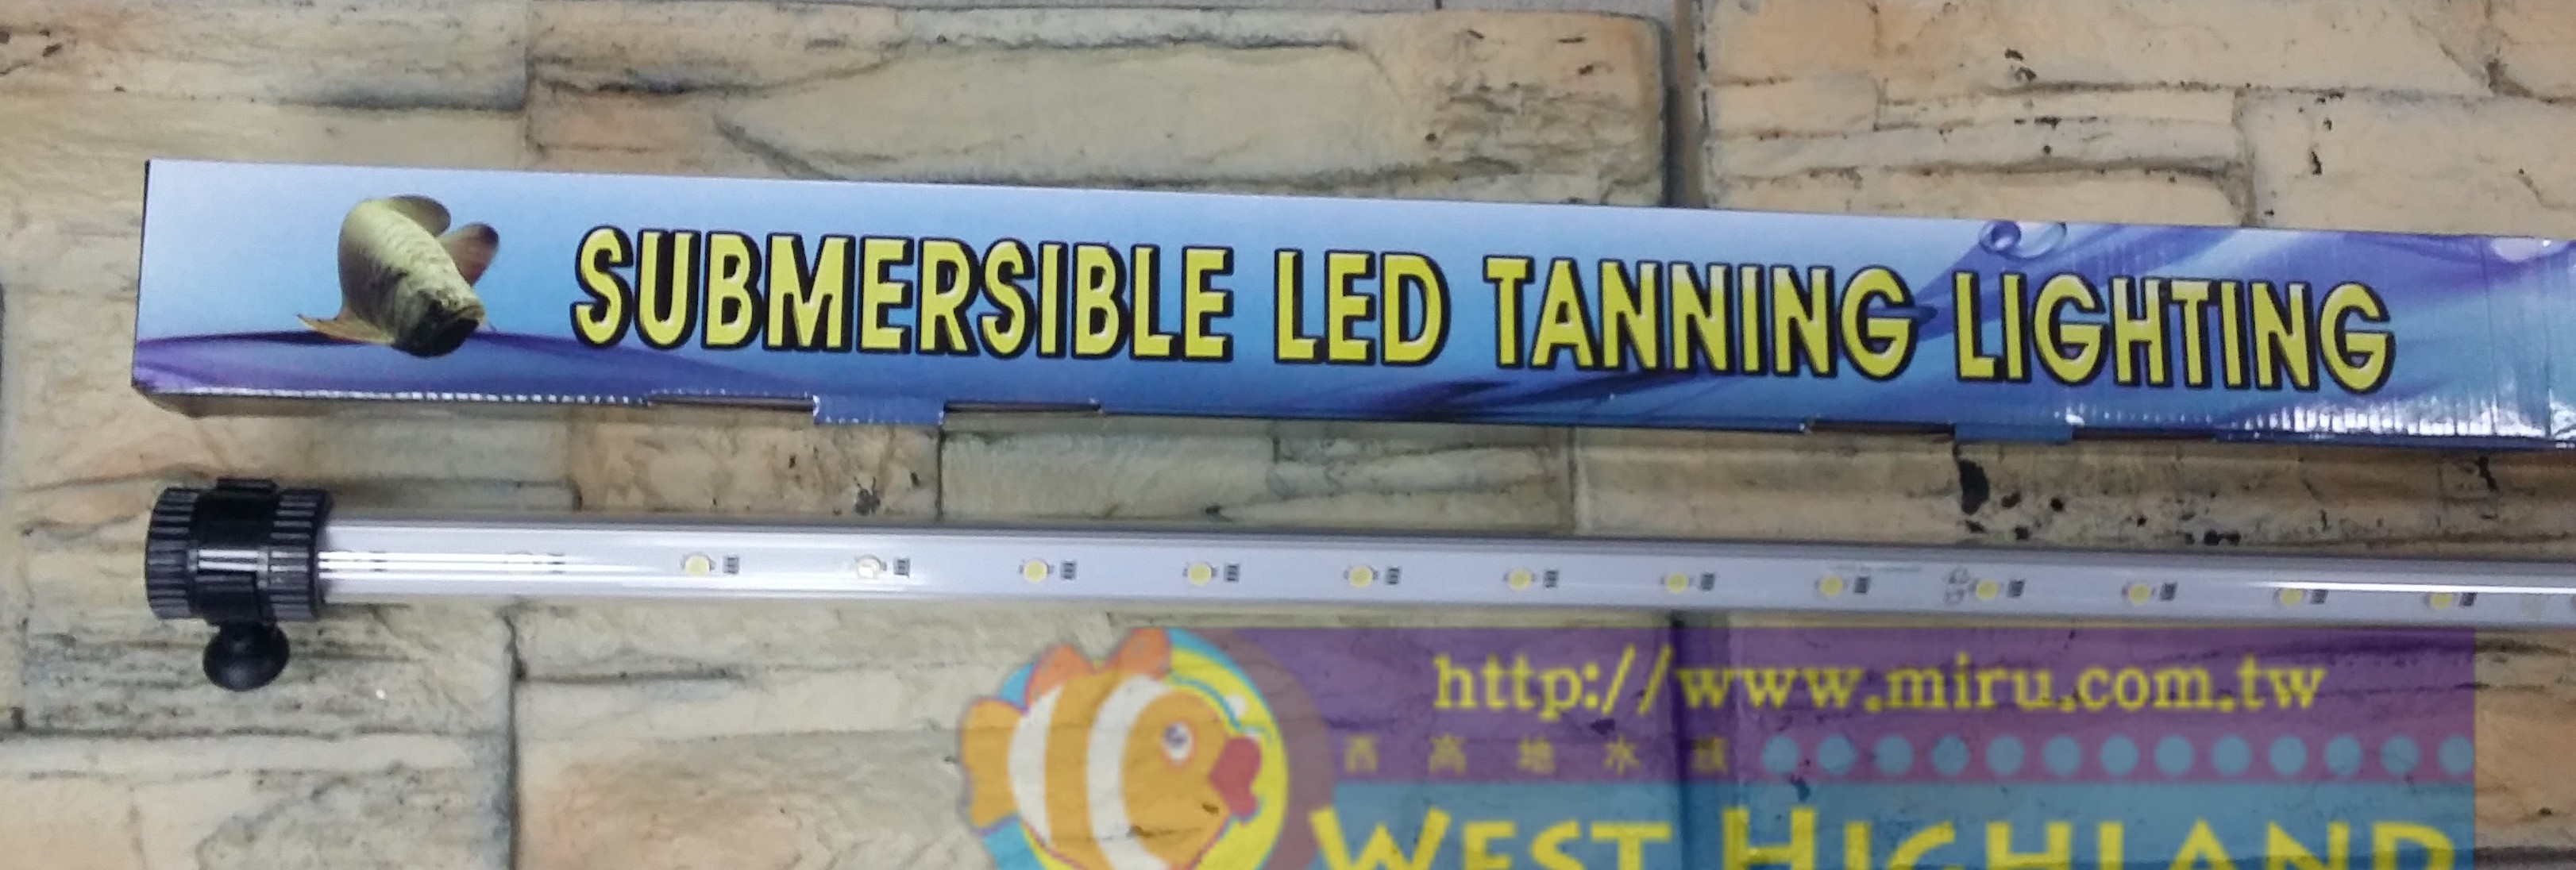 SUBMERSIBLE LED TANNING LIGHTING
http://www.miru.com.tw
西高地水族
WEST HIGHLAND